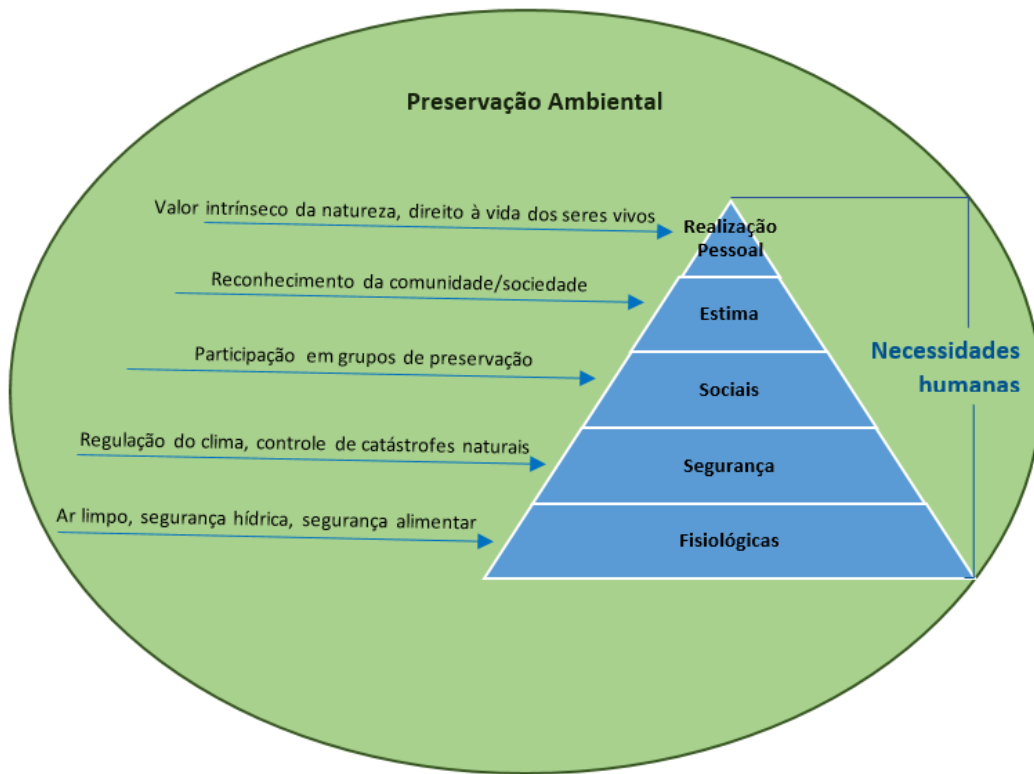 Preservação Ambiental
Valor intrínseco da natureza, direito à vida dos seres vivos
Realização
Pessoal
Reconhecimento da comunidade/sociedade
Estima
Participação em grupos de preservação
Sociais
Necessidades
humanas
Regulação do clima, controle de catástrofes naturais
Segurança
Ar limpo, segurança hídrica, segurança alimentar
Fisiológicas